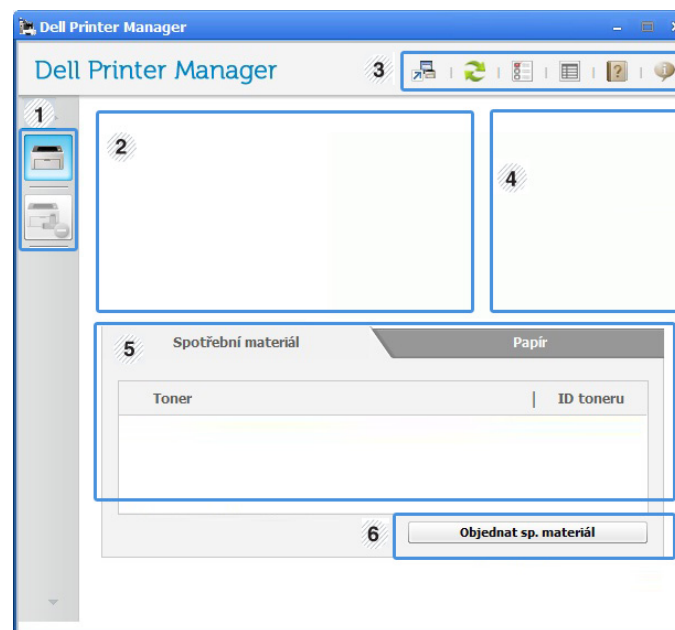 Dell Printer Manager
Dell Printer Manager
3
1
2
4
5
Spotřební materiál
Papír
Toner
ID toneru
6
Objednat sp. materiál